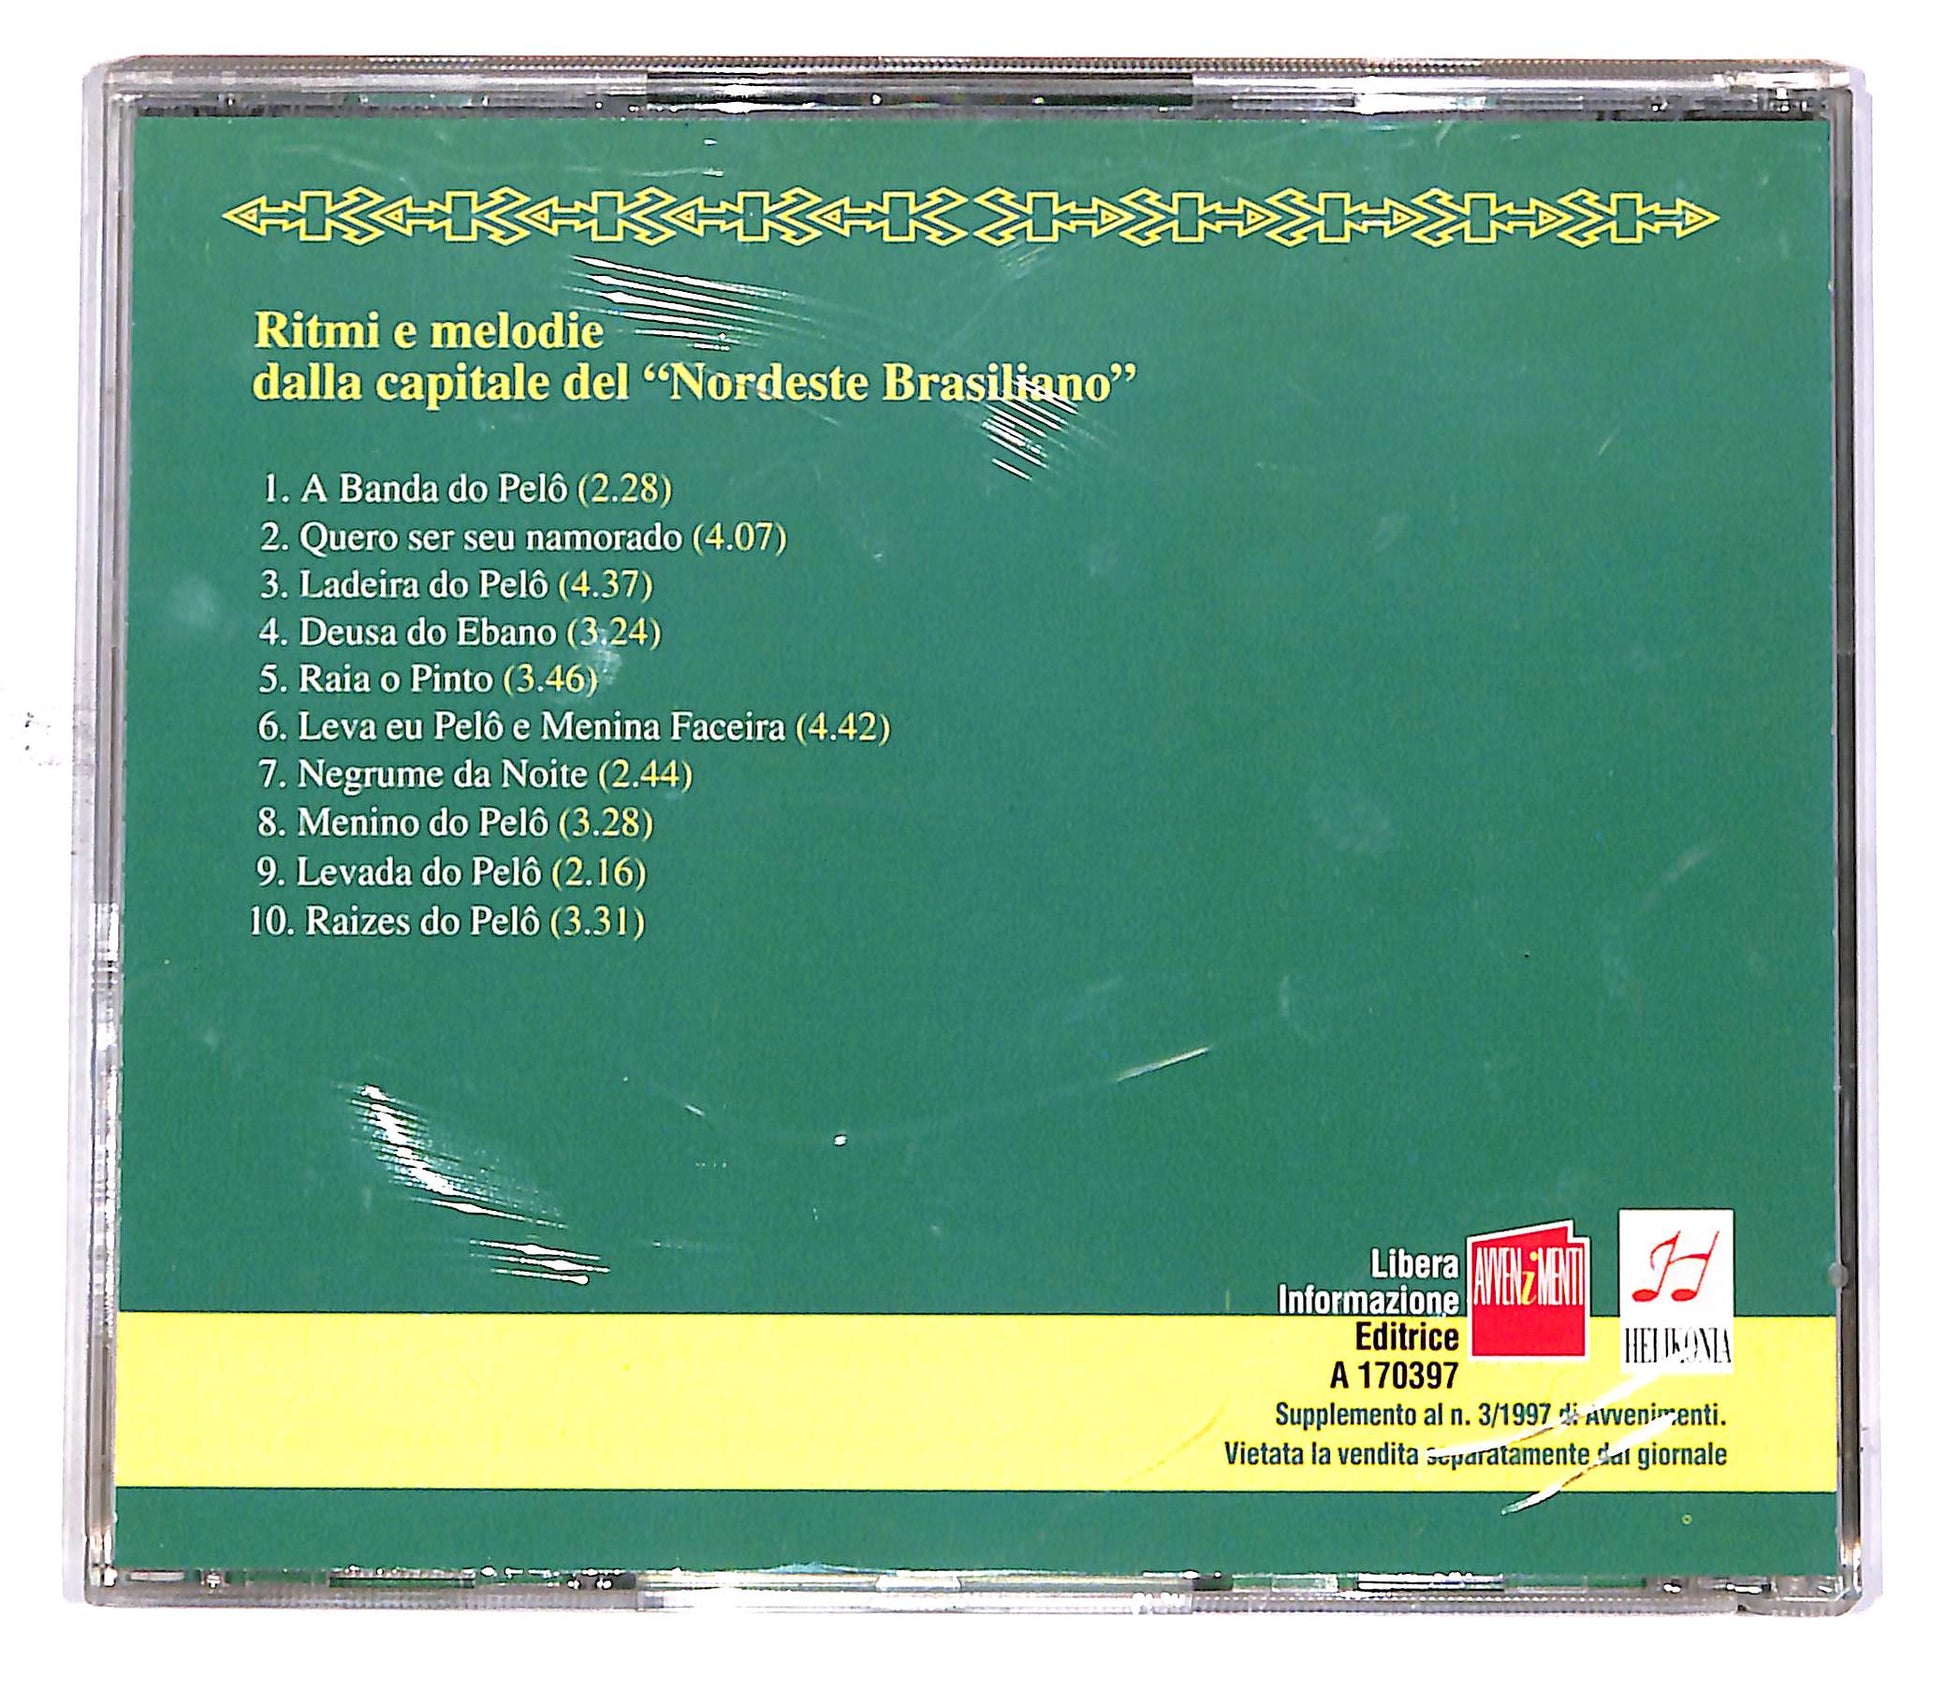 Ritmi e melodie
dalla capitale del “Nordeste Brasiliano”
1. A Banda do Pelô (2.28)
2. Quero ser seu namorado (4.07)
3. Ladeira do Pelô (4.37)
4. Deusa do Ebano (3.24)
5. Raia o Pinto (3.46)
6. Leva eu Pelô e Menina Faceira (4.42)
7. Negrume da Noite (2.44)
8. Menino do Pelô (3.28)
9. Levada do Pelô (2.16)
10. Raizes do Pelô (3.31)
Libera
Informazione
Editrice
A 170397
AVVENiMENTI
H
HELIKONIA
Supplemento al n. 3/1997 di Avvenimenti.
Vietata la vendita separatamente dal giornale